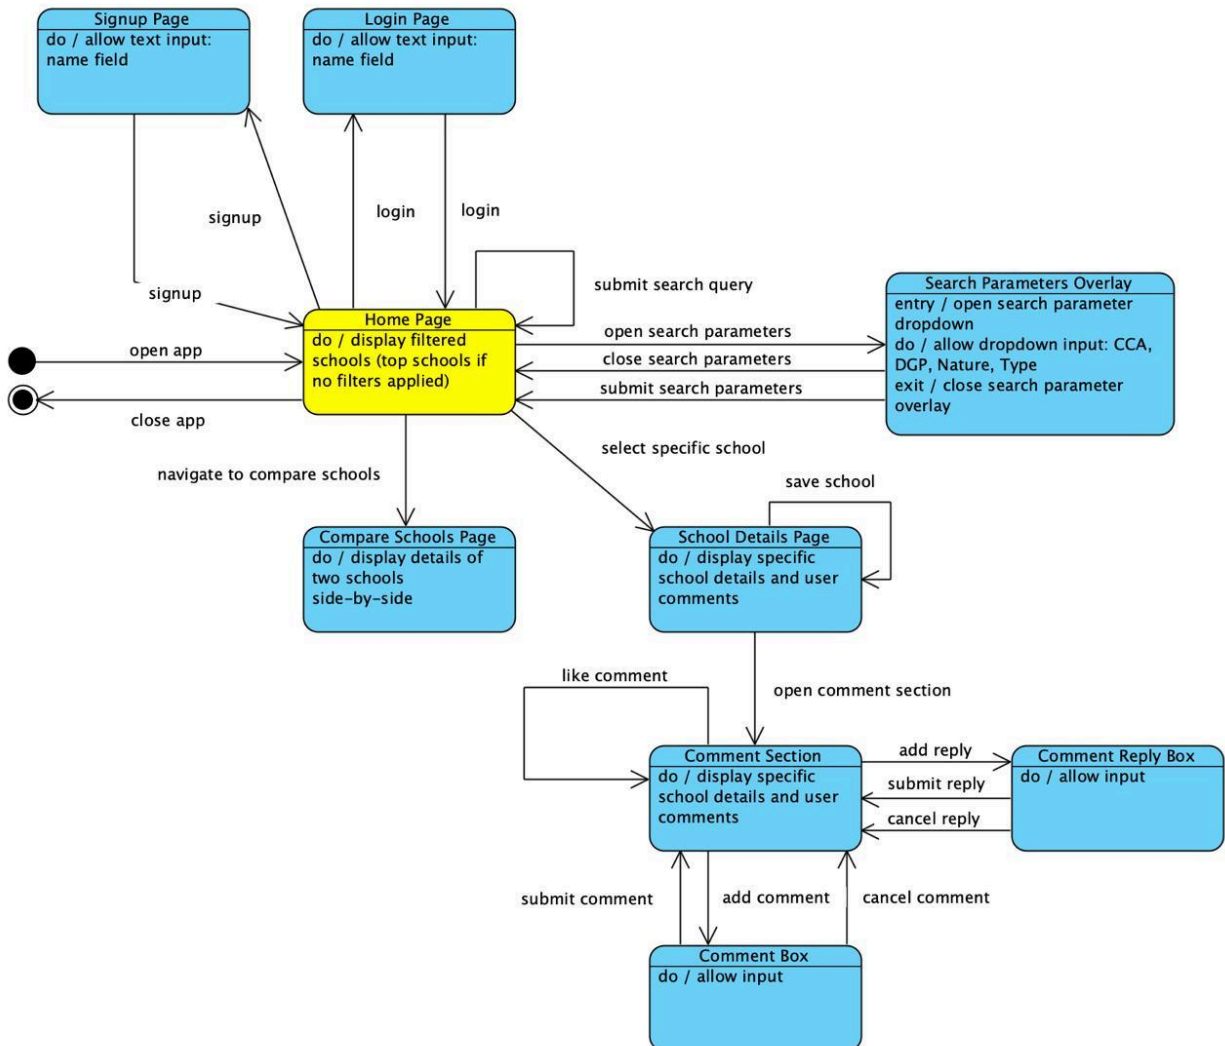 Signup Page
do / allow text input:
name field
Login Page
do / allow text input:
name field
signup
login
login
signup
submit search query
Home Page
do / display filtered
schools (top schools if
no filters applied)
open app
close app
open search parameters
close search parameters
submit search parameters
Search Parameters Overlay
entry / open search parameter
dropdown
do / allow dropdown input: CCA,
DGP, Nature, Type
exit / close search parameter
overlay
navigate to compare schools
select specific school
save school
Compare Schools Page
do / display details of
two schools
side-by-side
School Details Page
do / display specific
school details and user
comments
like comment
open comment section
Comment Section
do / display specific
school details and user
comments
add reply
submit reply
cancel reply
Comment Reply Box
do / allow input
submit comment
add comment
cancel comment
Comment Box
do / allow input